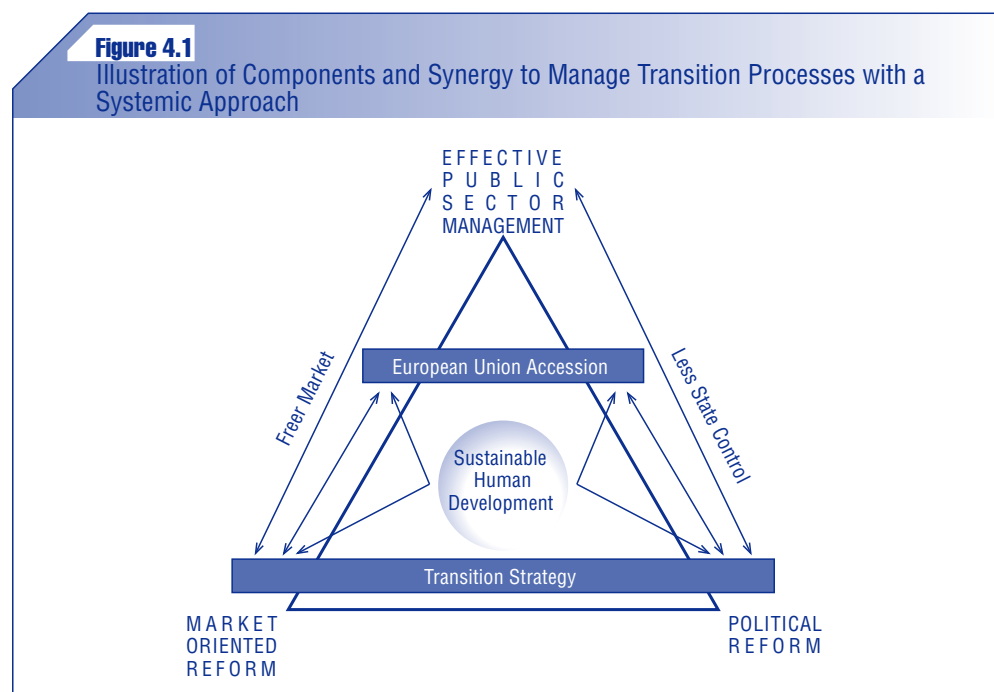 Figure 4.1
Illustration of Components and Synergy to Manage Transition Processes with a
Systemic Approach
EFFECTIVE
PUBLIC
SECTOR
MANAGEMENT
Freer Market
European Union Accession
Less State Control
Sustainable
Human
Development
Transition Strategy
MARKET
ORIENTED
REFORM
POLITICAL
REFORM